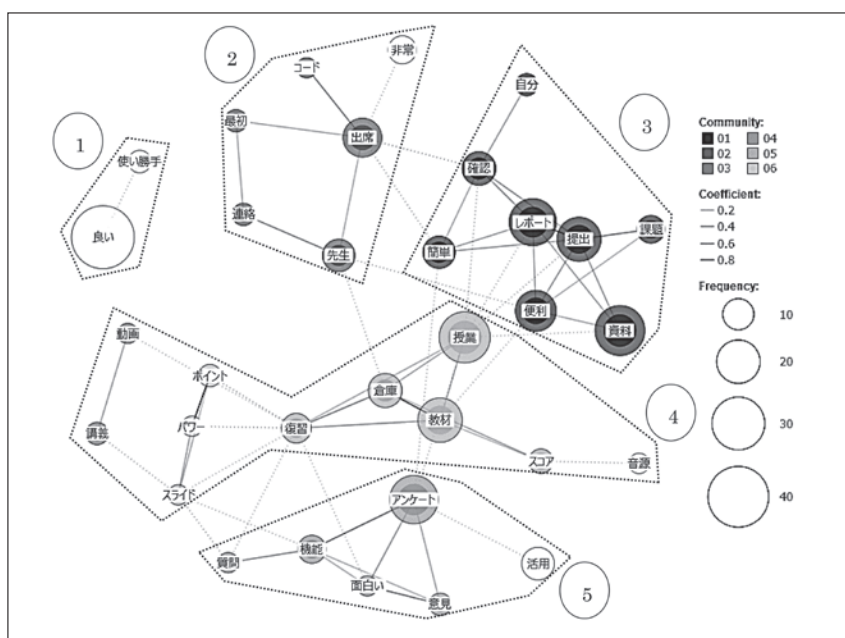 1
使い勝手
良い
2
非常
コード
最初
出席
連絡
先生
3
自分
確認
レポート
提出
課題
簡単
便利
資料
4
授業
動画
ポイント
倉庫
講義
パワー
復習
教材
スコア
音源
スライド
5
アンケート
質問
機能
面白い
意見
活用
Community:
01 04
02 05
03 06
Coefficient:
0.2
0.4
0.6
0.8
Frequency:
10
20
30
40